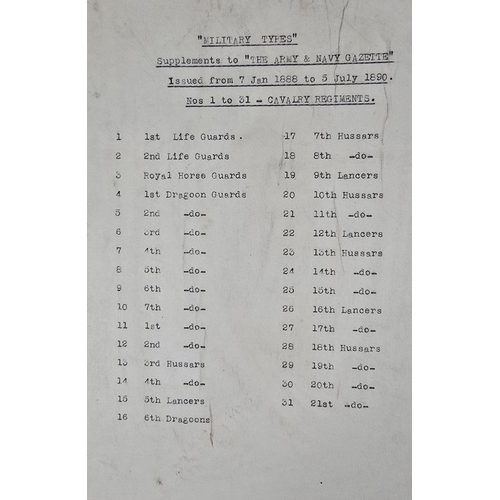 "MILITARY TYPES"
Supplements to "THE ARMY & NAVY GAZETTE"
Issued from 7 Jan 1888 to 5 July 1890.
Nos 1 to 31 - CAVALRY REGIMENTS.
1 1st Life Guards.
2 2nd Life Guards
3 Royal Horse Guards
4 1st Dragoon Guards
5 2nd -do-
6 3rd -do-
7 4th -do-
8 5th -do-
9 6th -do-
10 7th -do-
11 1st -do-
12 2nd -do-
13 3rd Hussars
14 4th -do-
15 5th Lancers
16 6th Dragoons
17 7th Hussars
18 8th -do-
19 9th Lancers
20 10th Hussars
21 11th -do-
22 12th Lancers
23 13th Hussars
24 14th -do-
25 15th -do-
26 16th Lancers
27 17th -do-
28 18th Hussars
29 19th -do-
30 20th -do-
31 21st -do-